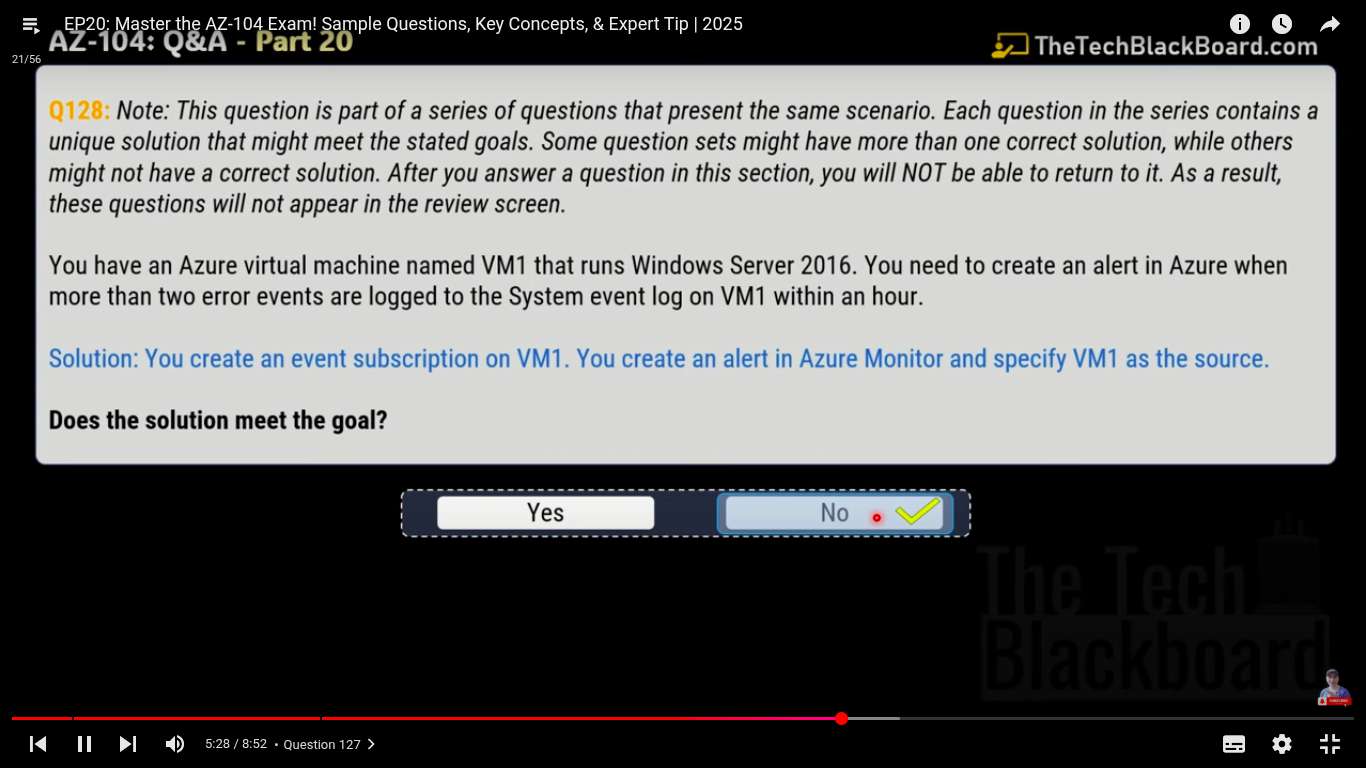 EP20: Master the AZ-104 Exam! Sample Questions, Key Concepts, & Expert Tip | 2025
AZ-104: Q&A - Part 20
TheTechBlackBoard.com
21/56
Q128: Note: This question is part of a series of questions that present the same scenario. Each question in the series contains a
unique solution that might meet the stated goals. Some question sets might have more than one correct solution, while others
might not have a correct solution. After you answer a question in this section, you will NOT be able to return to it. As a result,
these questions will not appear in the review screen.
You have an Azure virtual machine named VM1 that runs Windows Server 2016. You need to create an alert in Azure when
more than two error events are logged to the System event log on VM1 within an hour.
Solution: You create an event subscription on VM1. You create an alert in Azure Monitor and specify VM1 as the source.
Does the solution meet the goal?
Yes
No
The Tech
Blackboard
5:28 / 8:52 • Question 127